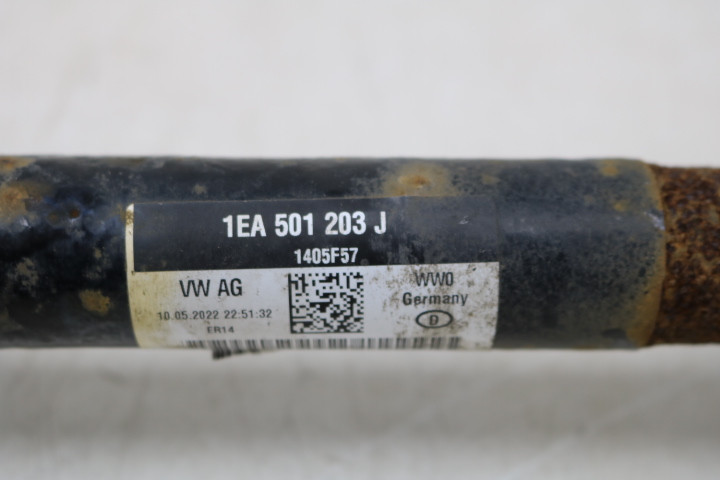 1EA 501 203 J
1405F57
VW AG
WW0
Germany
10.05.2022 22:51:32
D
ER14